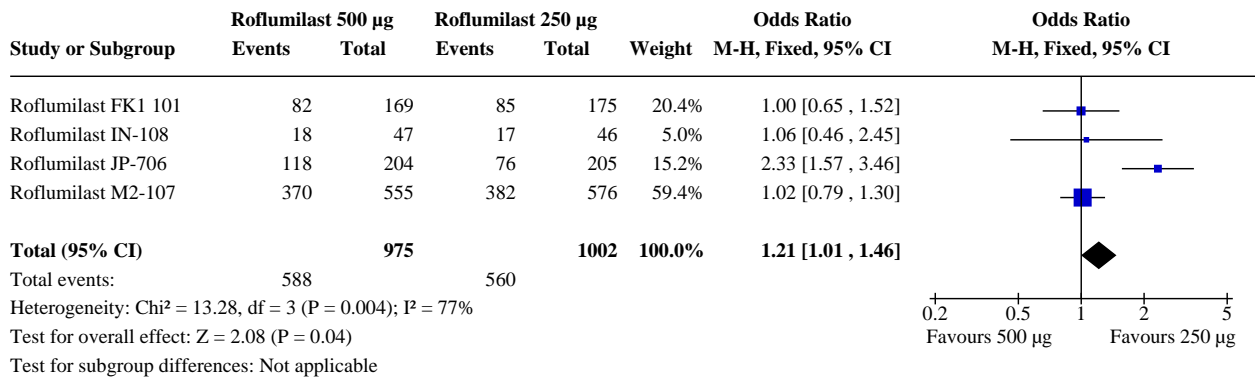 Roflumilast 500 µg Roflumilast 250 µg Odds Ratio Odds Ratio
Study or Subgroup Events Total Events Total Weight M-H, Fixed, 95% CI M-H, Fixed, 95% CI
Roflumilast FK1 101 82 169 85 175 20.4% 1.00 [0.65 , 1.52]
Roflumilast IN-108 18 47 17 46 5.0% 1.06 [0.46 , 2.45]
Roflumilast JP-706 118 204 76 205 15.2% 2.33 [1.57 , 3.46]
Roflumilast M2-107 370 555 382 576 59.4% 1.02 [0.79 , 1.30]
Total (95% CI) 975 1002 100.0% 1.21 [1.01 , 1.46]
Total events: 588 560
Heterogeneity: Chi² = 13.28, df = 3 (P = 0.004); I² = 77%
0.2 0.5 1 2 5
Test for overall effect: Z = 2.08 (P = 0.04)
Favours 500 µg Favours 250 µg
Test for subgroup differences: Not applicable